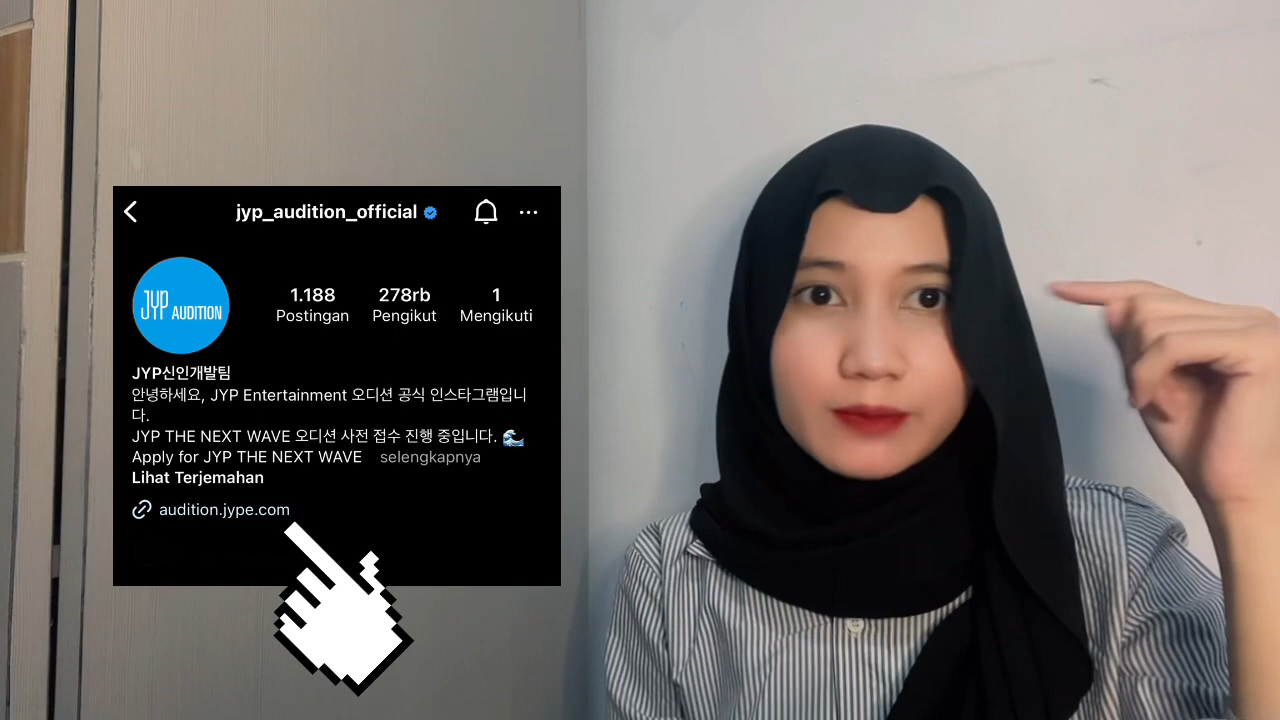 jyp_audition_official
JYP AUDITION
1.188 278rb 1
Postingan Pengikut Mengikuti
JYP신인개발팀
안녕하세요, JYP Entertainment 오디션 공식 인스타그램입니
다.
JYP THE NEXT WAVE 오디션 사전 접수 진행 중입니다. 🌊
Apply for JYP THE NEXT WAVE selengkapnya
Lihat Terjemahan
audition.jype.com